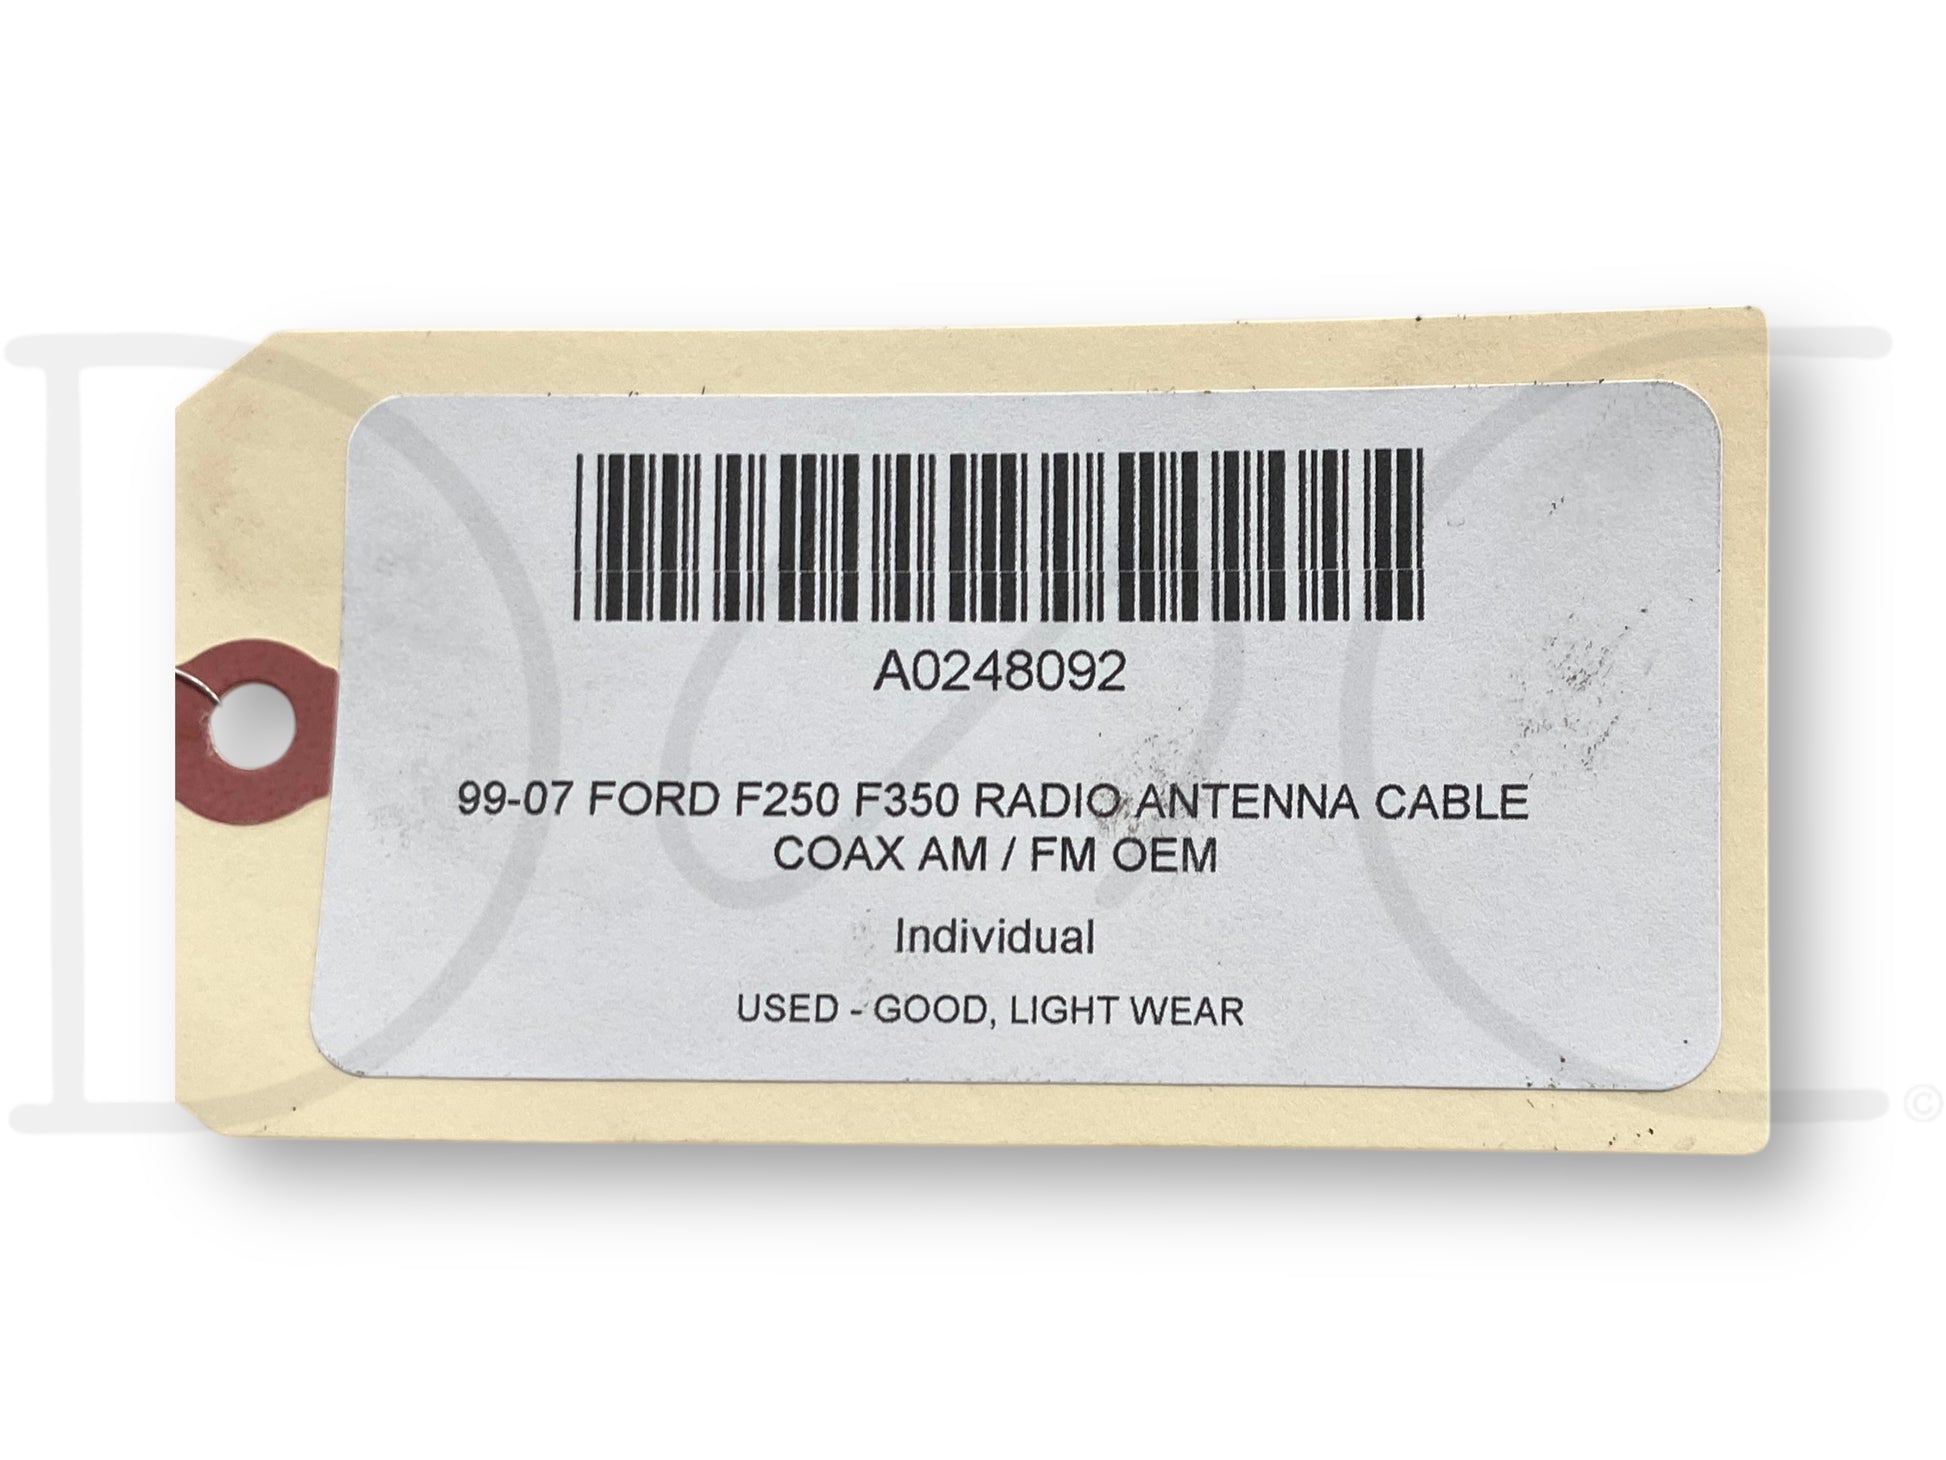 A0248092
99-07 FORD F250 F350 RADIO ANTENNA CABLE
COAX AM / FM OEM
Individual
USED - GOOD, LIGHT WEAR
©